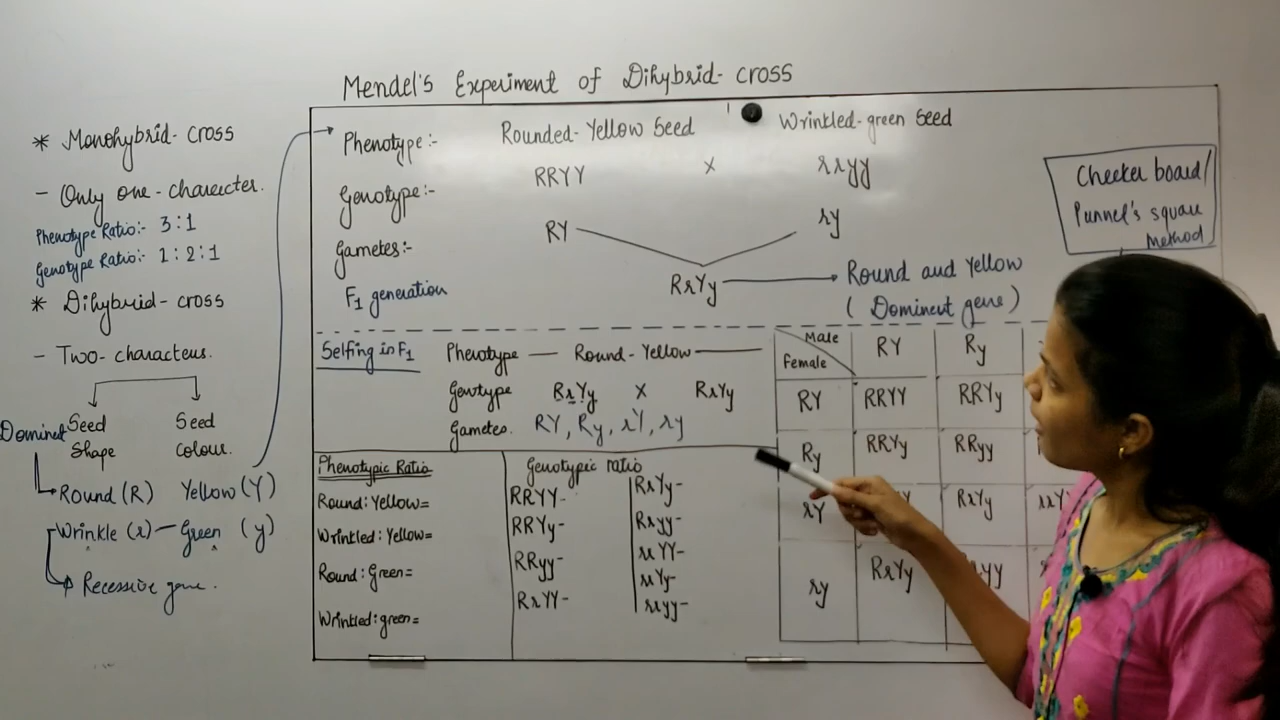 Mendel's Experiment of Dihybrid-cross
* Monohybrid-cross
- Only one-charecter.
Phenotype Ratio:- 3:1
Genotype Ratio:- 1:2:1
* Dihybrid-cross
- Two-characteus.
Seed Shape
Seed Colour.
Dominet
Round (R) Yellow (Y)
Wrinkle (r) — Green (y)
Recessive gene.
Phenotype:- Rounded-Yellow Seed Wrinkled-green Seed
Genotype:- RRYY x rryy
Gametes:- RY ry
F1 generation RrYy Round and Yellow
(Dominent gene)
Checker board/
Punnel's square
Method
Selfing in F1 Phenotype — Round-Yellow
Genotype RrYy x RrYy
Gametes. RY, Ry, rY, ry
Phenotypic Ratio
Round:Yellow=
Wrinkled:Yellow=
Round:Green=
Wrinkled:green=
Genotypic ratio
RRYY-
RRYy-
RRyy-
RrYY-
RrYy-
Rryy-
rrYY-
rrYy-
rryy-
Male
Female
RY Ry
RY RRYY RRYy
Ry RRYy RRyy
rY RrYy
ry RrYy